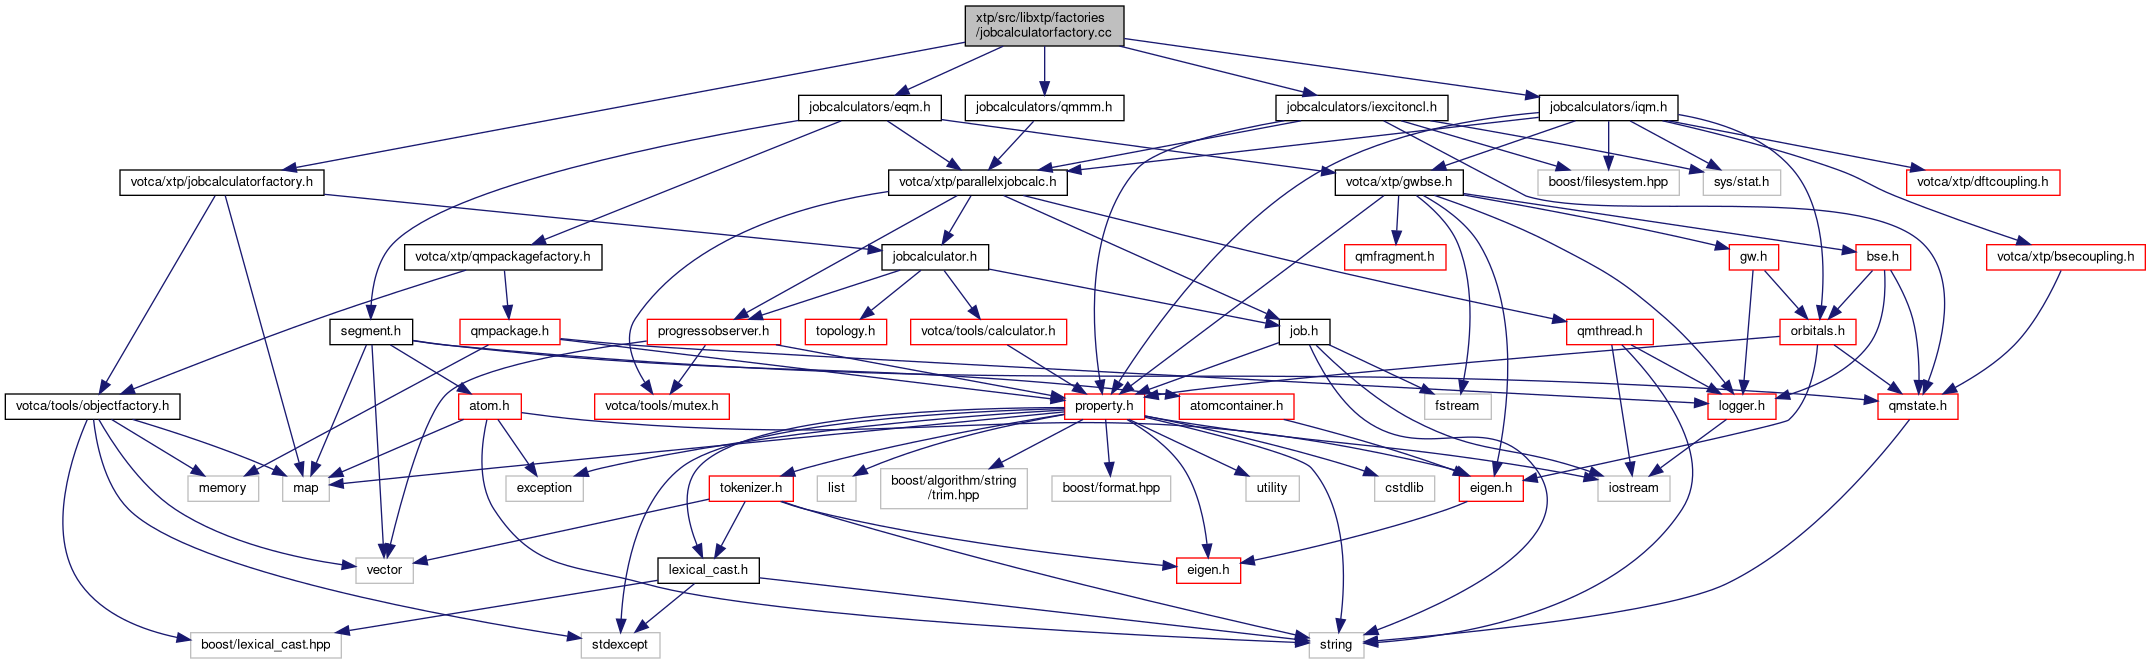 xtp/src/libxtp/factories
/jobcalculatorfactory.cc
jobcalculators/eqm.h
jobcalculators/qmmm.h
jobcalculators/iexcitoncl.h
jobcalculators/iqm.h
votca/xtp/jobcalculatorfactory.h
votca/xtp/parallelxjobcalc.h
votca/xtp/gwbse.h
boost/filesystem.hpp
sys/stat.h
votca/xtp/dftcoupling.h
votca/xtp/qmpackagefactory.h
jobcalculator.h
qmfragment.h
gw.h
bse.h
votca/xtp/bsecoupling.h
segment.h
qmpackage.h
progressobserver.h
topology.h
votca/tools/calculator.h
job.h
qmthread.h
orbitals.h
votca/tools/objectfactory.h
atom.h
votca/tools/mutex.h
property.h
atomcontainer.h
fstream
logger.h
qmstate.h
memory
map
exception
tokenizer.h
list
boost/algorithm/string
/trim.hpp
boost/format.hpp
utility
cstdlib
eigen.h
iostream
vector
lexical_cast.h
eigen.h
boost/lexical_cast.hpp
stdexcept
string